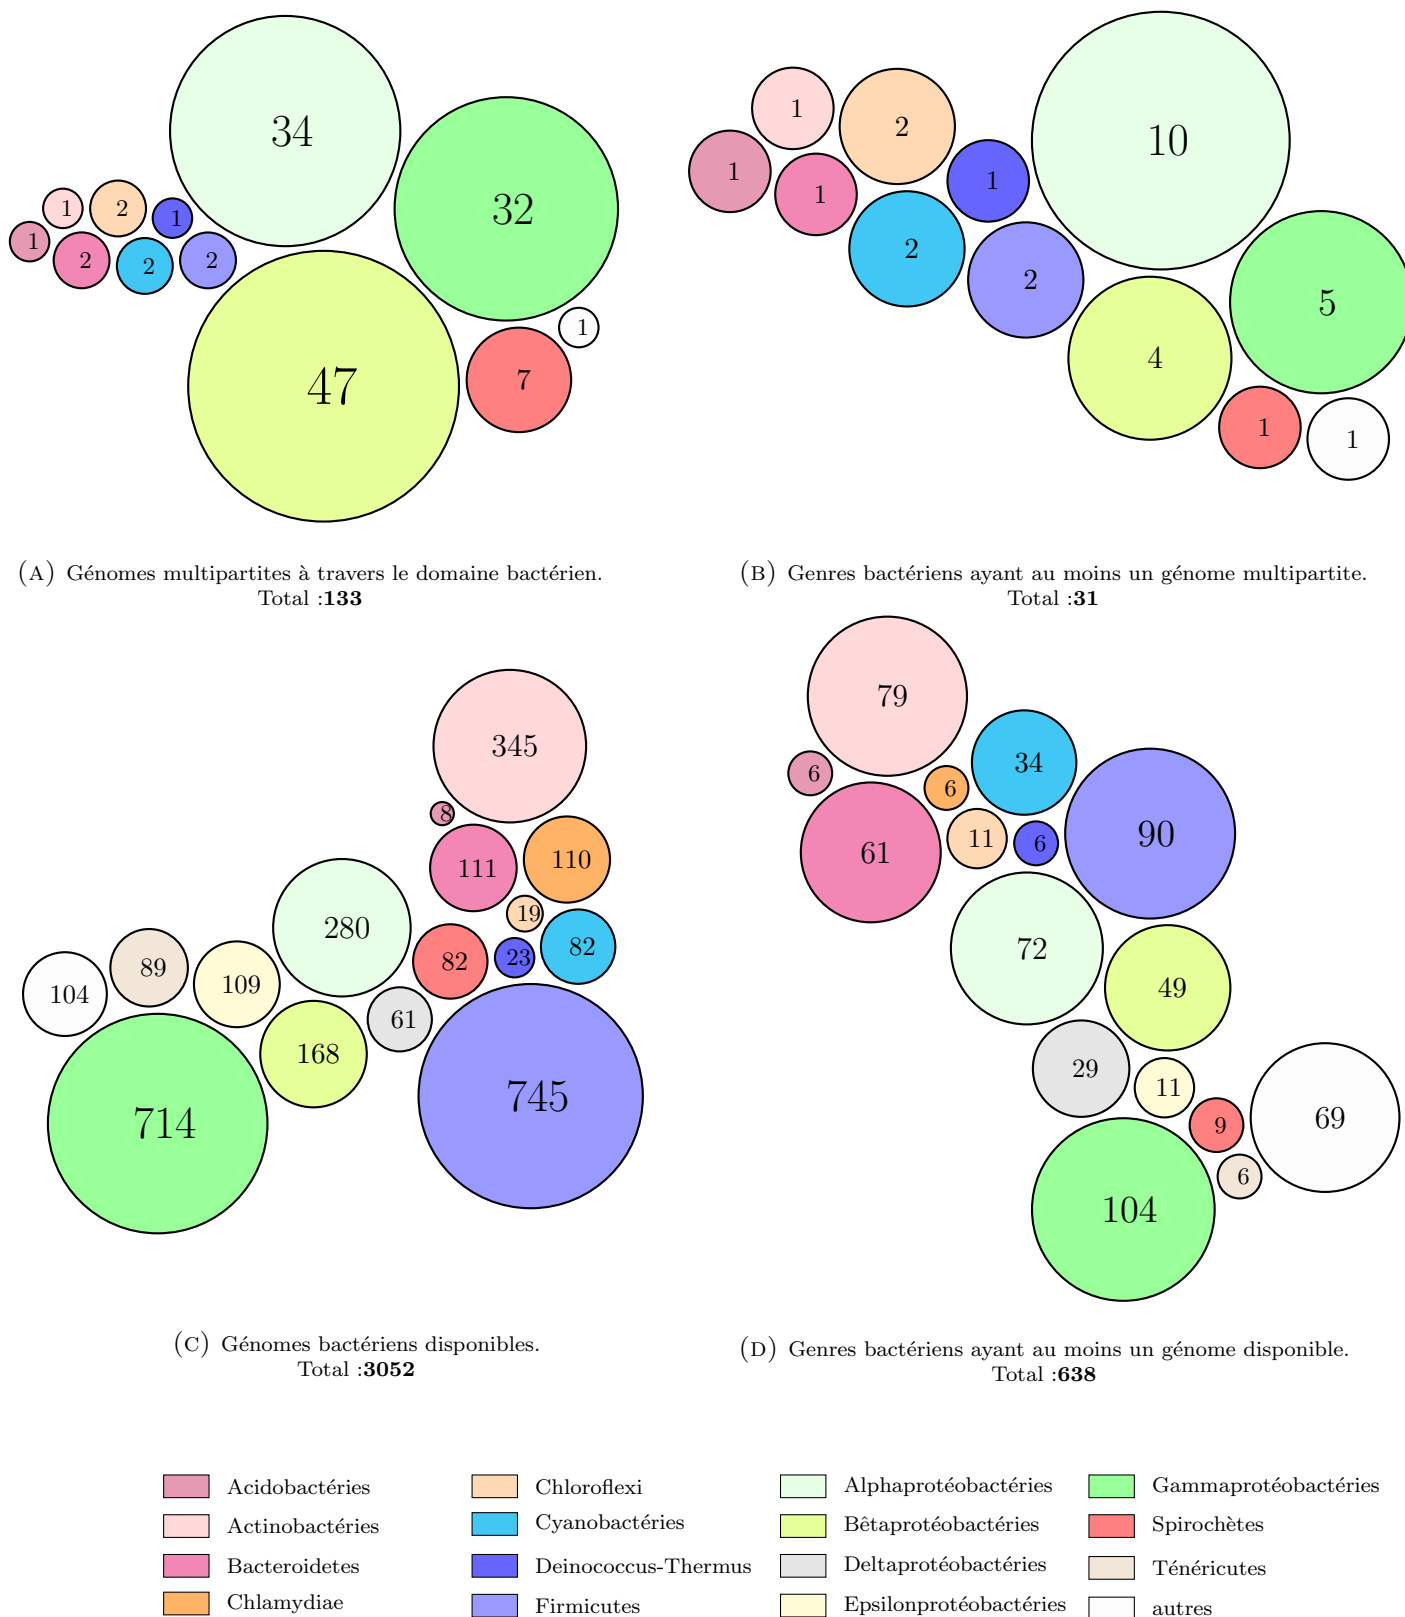 34
32
1
2
1
1
2
2
2
47
1
7
(A) Génomes multipartites à travers le domaine bactérien.
Total :133
10
1
2
1
1
1
2
2
5
4
1
1
(B) Genres bactériens ayant au moins un génome multipartite.
Total :31
345
8
111
110
19
82
23
82
280
89
109
104
61
168
714
745
(C) Génomes bactériens disponibles.
Total :3052
79
34
6
6
11
6
90
61
72
49
29
11
9
69
6
104
(D) Genres bactériens ayant au moins un génome disponible.
Total :638
Acidobactéries
Actinobactéries
Bacteroidetes
Chlamydiae
Chloroflexi
Cyanobactéries
Deinococcus-Thermus
Firmicutes
Alphaprotéobactéries
Bêtaprotéobactéries
Deltaprotéobactéries
Epsilonprotéobactéries
Gammaprotéobactéries
Spirochètes
Ténéricutes
autres